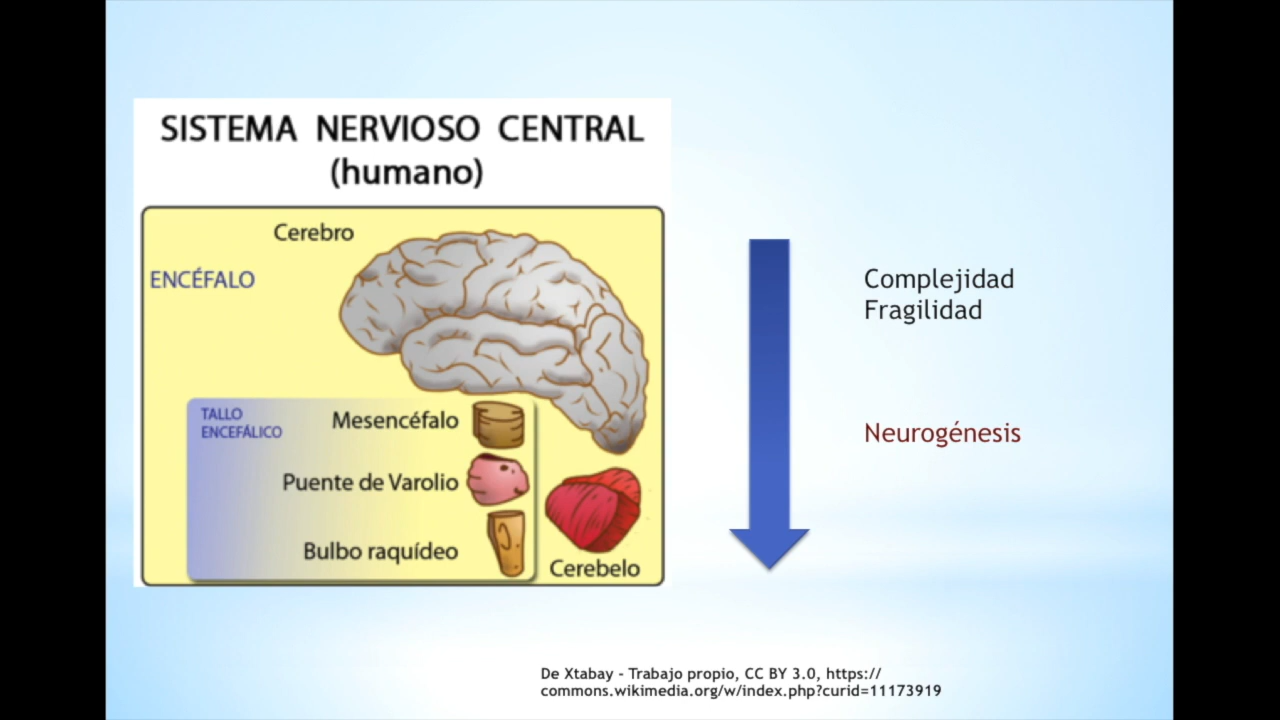 SISTEMA NERVIOSO CENTRAL
(humano)
Cerebro
ENCÉFALO
TALLO
ENCEFÁLICO
Mesencéfalo
Puente de Varolio
Bulbo raquídeo
Cerebelo
Complejidad
Fragilidad
Neurogénesis
De Xtabay - Trabajo propio, CC BY 3.0, https://
commons.wikimedia.org/w/index.php?curid=11173919